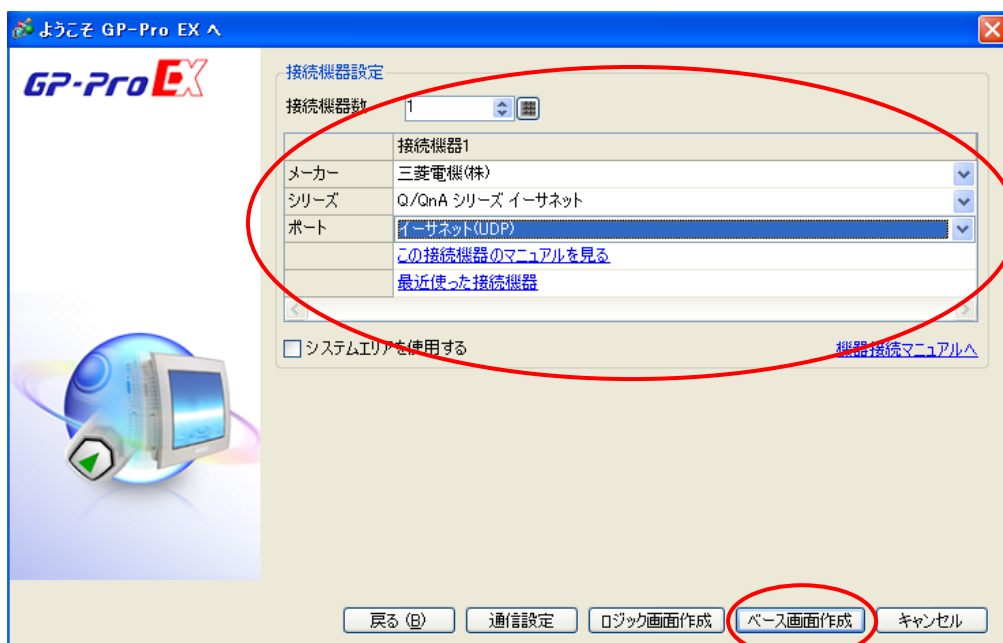 ようこそ GP-Pro EX へ
GP-Pro EX
接続機器設定
接続機器数 1
接続機器1
メーカー 三菱電機(株)
シリーズ Q/QnA シリーズ イーサネット
ポート イーサネット(UDP)
この接続機器のマニュアルを見る
最近使った接続機器
システムエリアを使用する 機器接続マニュアルへ
戻る (B) 通信設定 ロジック画面作成 ベース画面作成 キャンセル